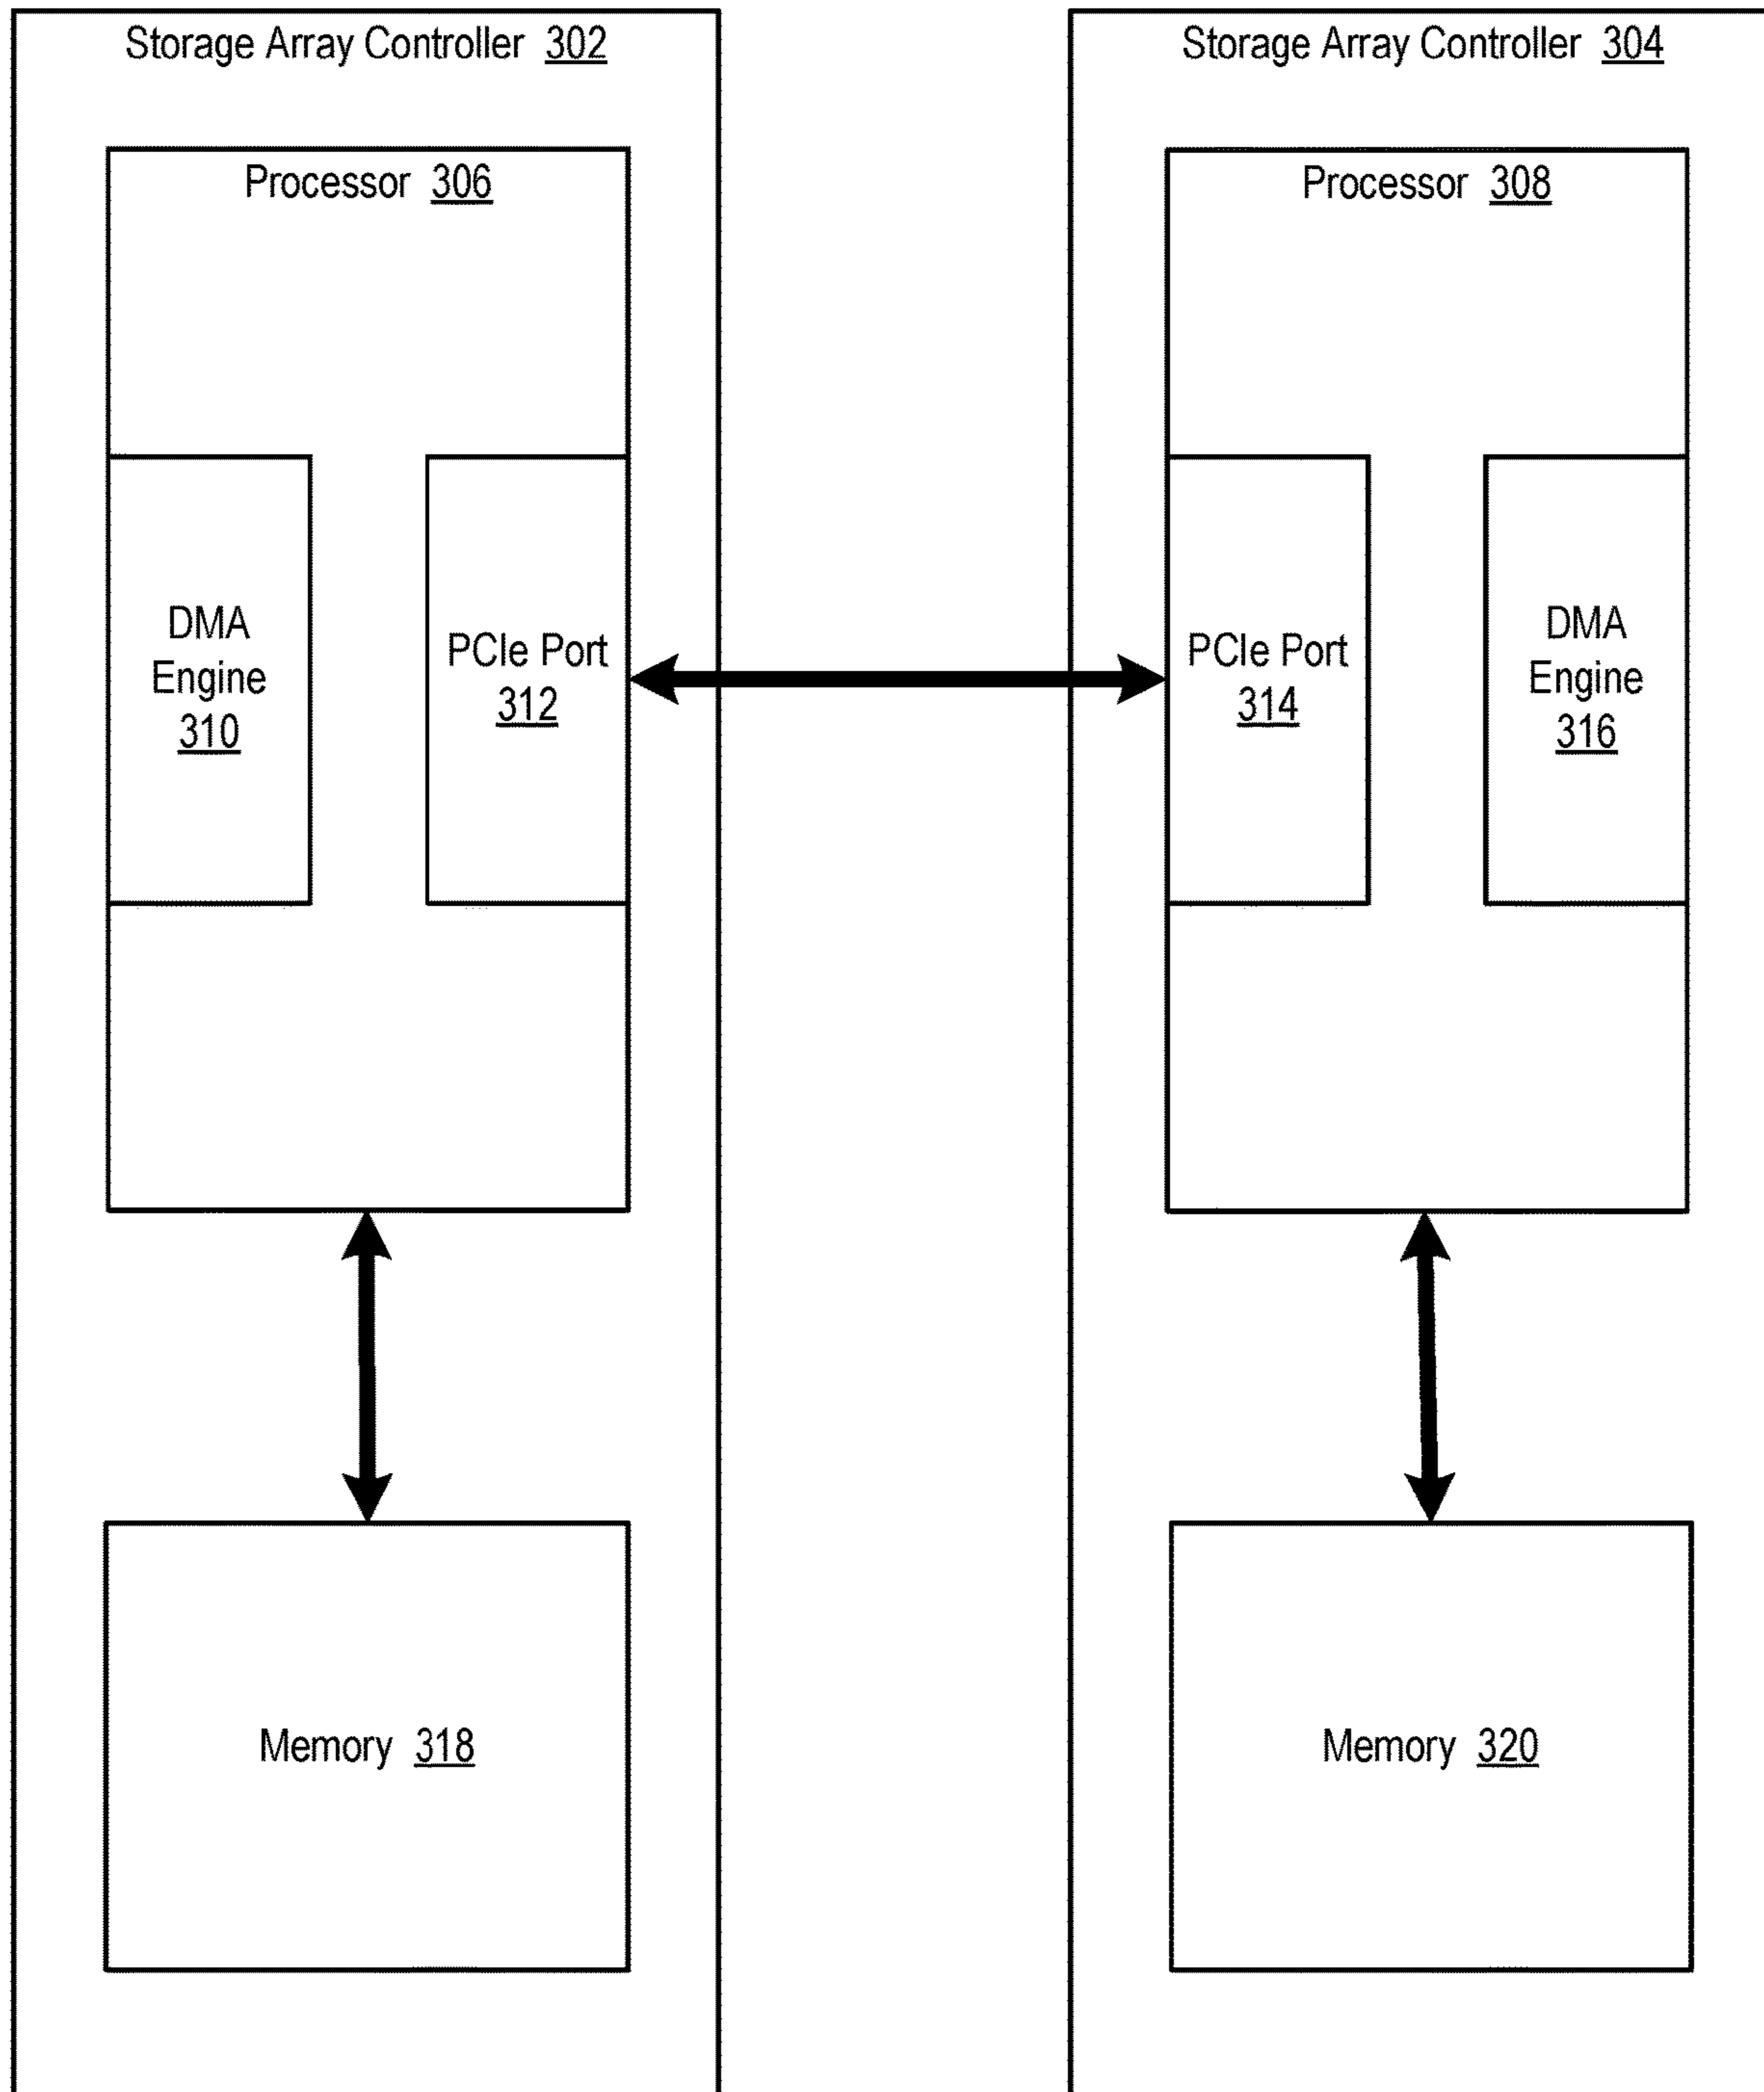 Storage Array Controller 302
Processor 306
DMA
Engine
310
PCIe Port
312
Memory 318
Storage Array Controller 304
Processor 308
PCIe Port
314
DMA
Engine
316
Memory 320